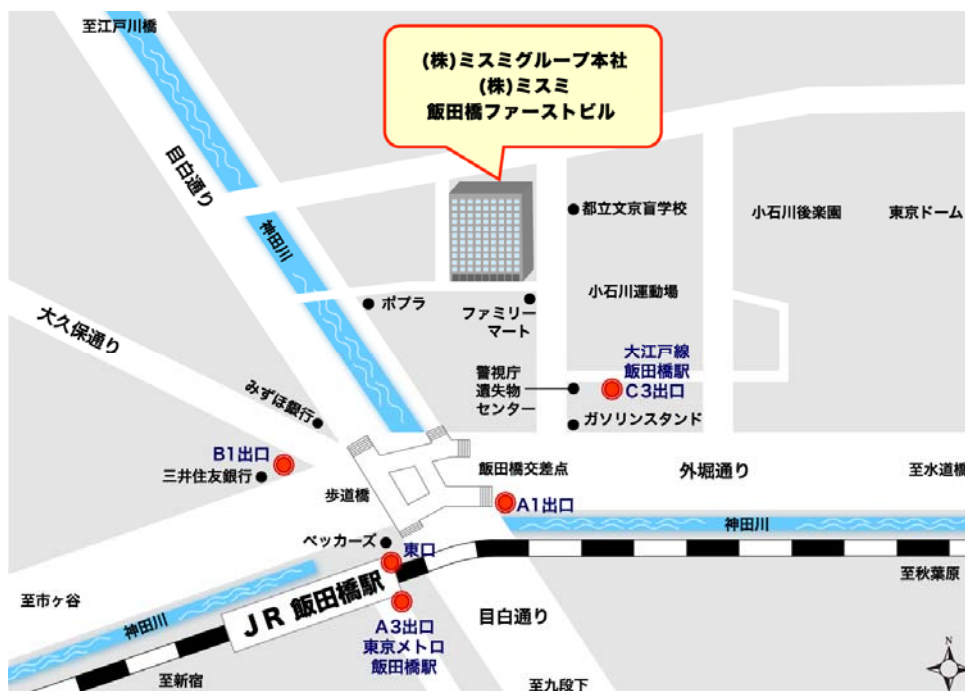 至江戸川橋
(株)ミスミグループ本社
(株)ミスミ
飯田橋ファーストビル
目白通り
神田川
都立文京盲学校
小石川後楽園
東京ドーム
ポプラ
ファミリー
マート
小石川運動場
大久保通り
大江戸線
飯田橋駅
C3出口
警視庁
遺失物
センター
みずほ銀行
ガソリンスタンド
B1出口
三井住友銀行
飯田橋交差点
外堀通り
至水道橋
歩道橋
A1出口
神田川
ベッカーズ
東口
至秋葉原
至市ヶ谷
神田川
JR 飯田橋駅
A3出口
東京メトロ
飯田橋駅
目白通り
至新宿
至九段下
N